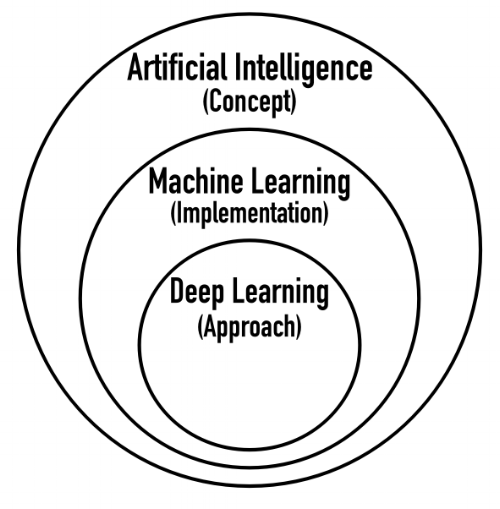 Artificial Intelligence
(Concept)
Machine Learning
(Implementation)
Deep Learning
(Approach)